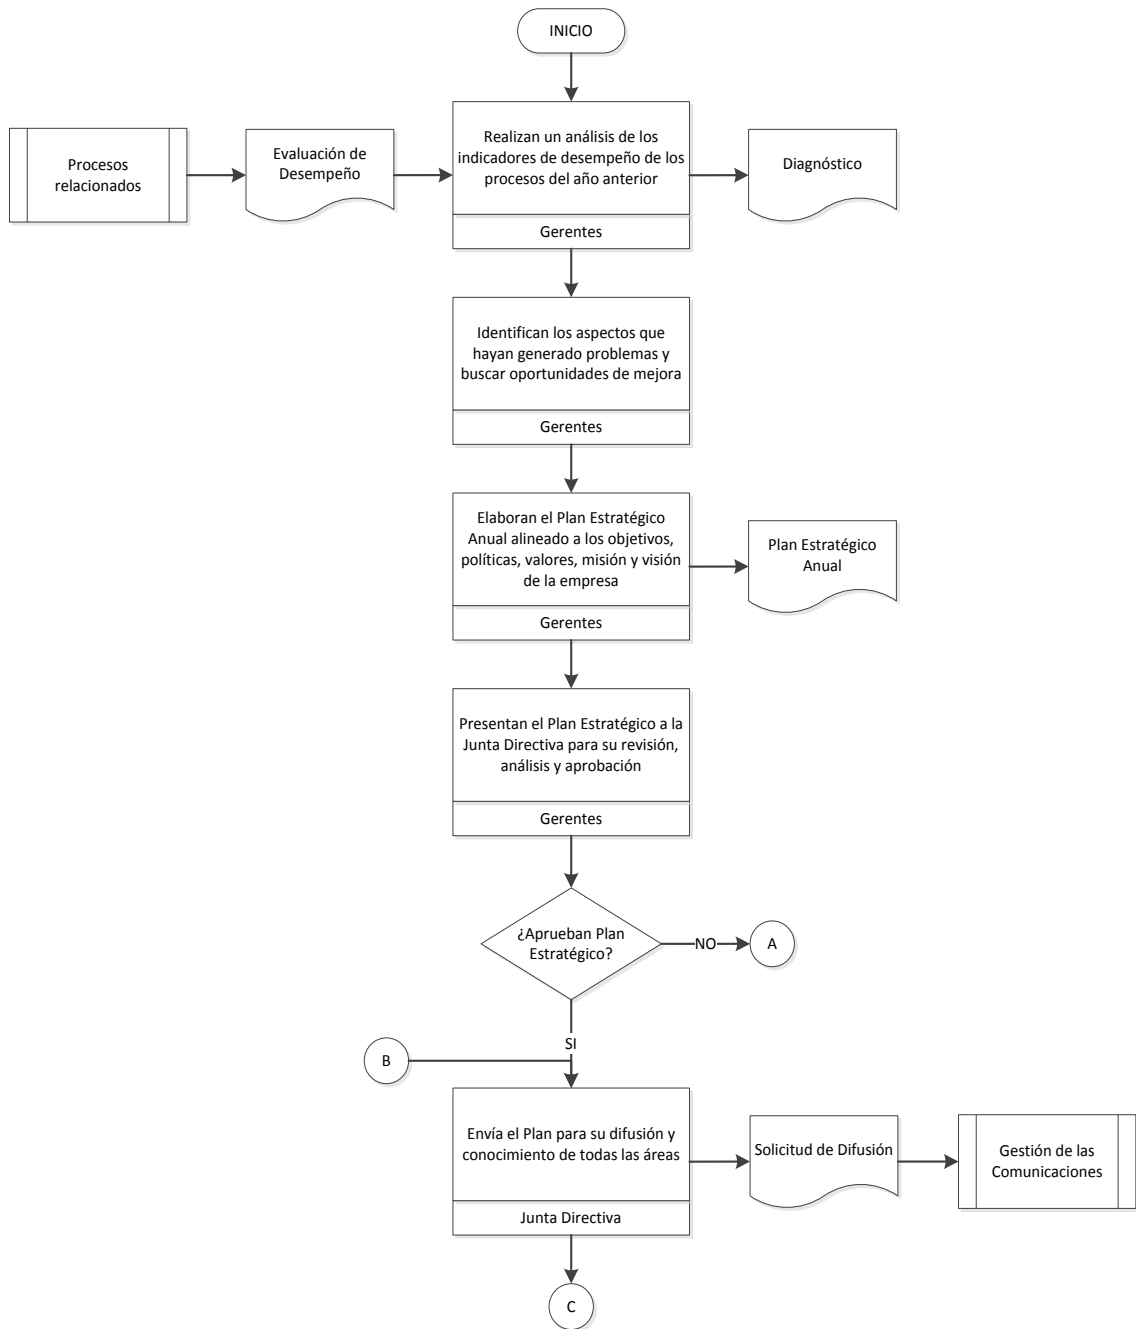 INICIO
Procesos
relacionados
Evaluación de
Desempeño
Realizan un análisis de los
indicadores de desempeño de los
procesos del año anterior
Gerentes
Diagnóstico
Identifican los aspectos que
hayan generado problemas y
buscar oportunidades de mejora
Gerentes
Elaboran el Plan Estratégico
Anual alineado a los objetivos,
políticas, valores, misión y visión
de la empresa
Gerentes
Plan Estratégico
Anual
Presentan el Plan Estratégico a la
Junta Directiva para su revisión,
análisis y aprobación
Gerentes
¿Aprueban Plan
Estratégico?
NO
A
SI
B
Envía el Plan para su difusión y
conocimiento de todas las áreas
Junta Directiva
Solicitud de Difusión
Gestión de las
Comunicaciones
C